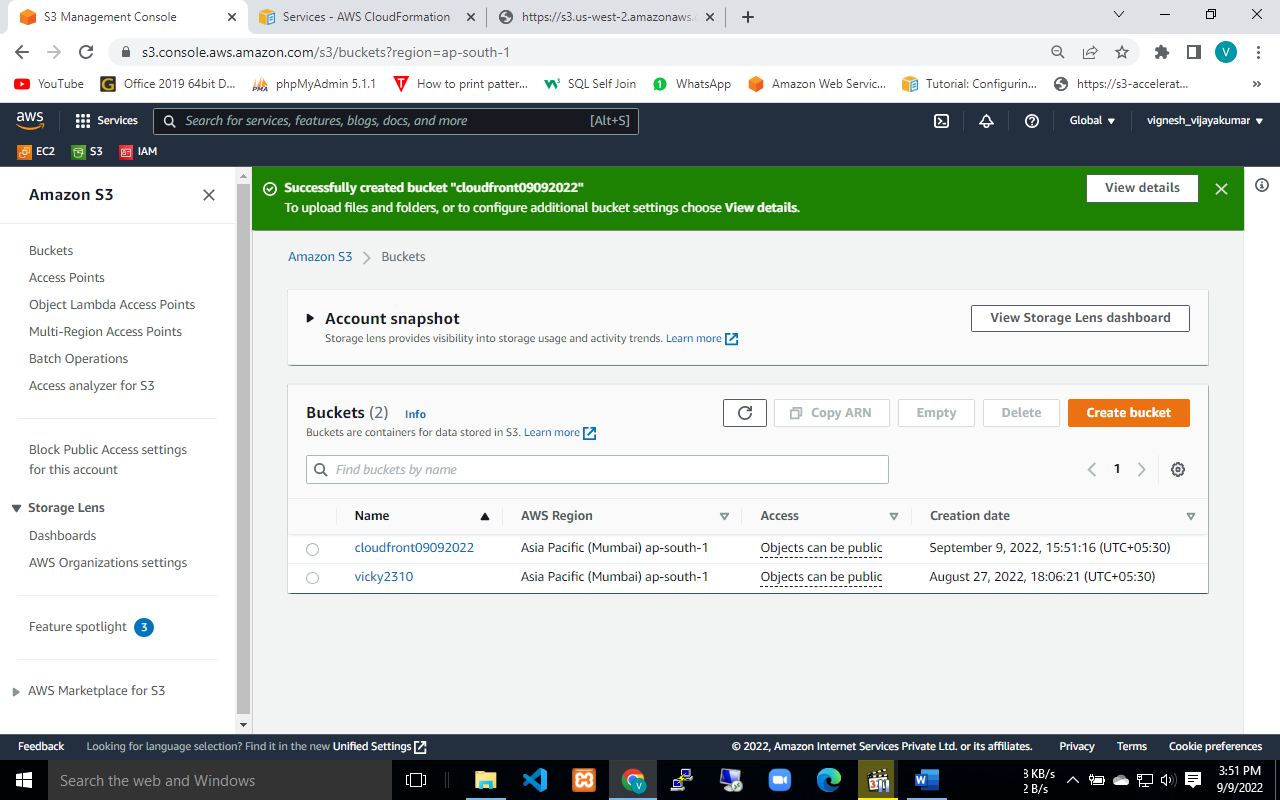 S3 Management Console
Services - AWS CloudFormation
https://s3.us-west-2.amazonaws.
s3.console.aws.amazon.com/s3/buckets?region=ap-south-1
V
YouTube
Office 2019 64bit D...
phpMyAdmin 5.1.1
How to print patter...
SQL Self Join
WhatsApp
Amazon Web Servic...
Tutorial: Configurin...
https://s3-accelerat...
aws
Services
Search for services, features, blogs, docs, and more
[Alt+S]
Global
vignesh_vijayakumar
EC2
S3
IAM
Amazon S3
Buckets
Access Points
Object Lambda Access Points
Multi-Region Access Points
Batch Operations
Access analyzer for S3
Block Public Access settings
for this account
Storage Lens
Dashboards
AWS Organizations settings
Feature spotlight 3
AWS Marketplace for S3
Successfully created bucket "cloudfront09092022"
To upload files and folders, or to configure additional bucket settings choose View details.
View details
Amazon S3 > Buckets
Account snapshot
Storage lens provides visibility into storage usage and activity trends. Learn more
View Storage Lens dashboard
Buckets (2) Info
Buckets are containers for data stored in S3. Learn more
Copy ARN
Empty
Delete
Create bucket
Find buckets by name
1
Name AWS Region Access Creation date
cloudfront09092022 Asia Pacific (Mumbai) ap-south-1 Objects can be public September 9, 2022, 15:51:16 (UTC+05:30)
vicky2310 Asia Pacific (Mumbai) ap-south-1 Objects can be public August 27, 2022, 18:06:21 (UTC+05:30)
Feedback
Looking for language selection? Find it in the new Unified Settings
© 2022, Amazon Internet Services Private Ltd. or its affiliates.
Privacy
Terms
Cookie preferences
Search the web and Windows
KB/s
2 B/s
3:51 PM
9/9/2022